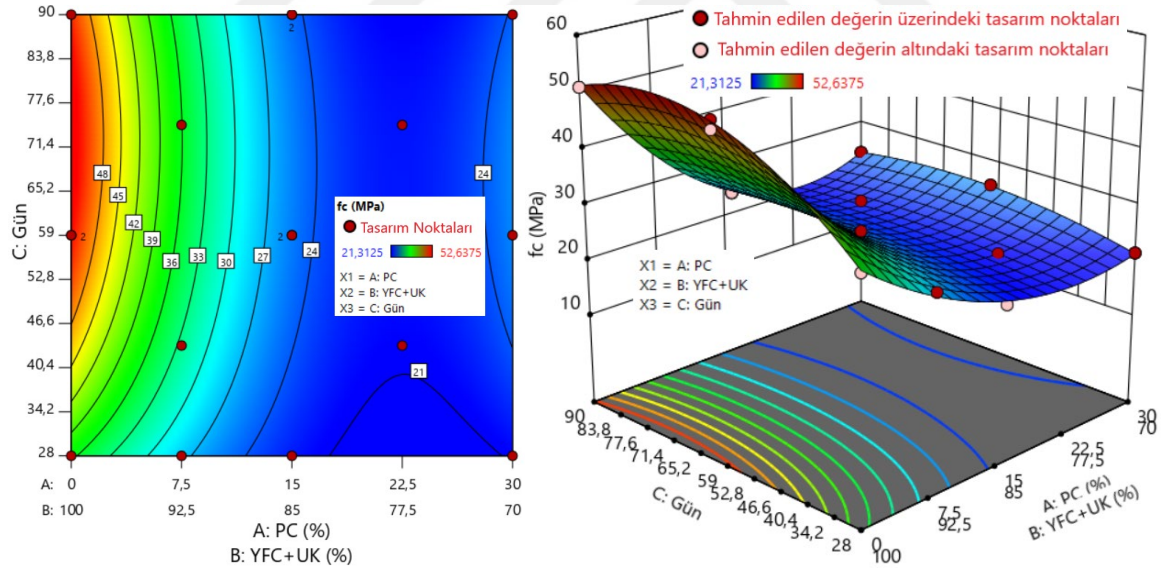 90
83,8
77,6
71,4
65,2
59
52,8
46,6
40,4
34,2
28
C: Gün
2
2
2
48
45
42
39
36
33
30
27
24
24
21
fc (MPa)
Tasarım Noktaları
21,3125 52,6375
X1 = A: PC
X2 = B: YFC+UK
X3 = C: Gün
A: 0 7,5 15 22,5 30
B: 100 92,5 85 77,5 70
A: PC (%)
B: YFC+UK (%)
Tahmin edilen değerin üzerindeki tasarım noktaları
Tahmin edilen değerin altındaki tasarım noktaları
21,3125 52,6375
60
50
40
30
20
10
fc (MPa)
X1 = A: PC
X2 = B: YFC+UK
X3 = C: Gün
90
83,8
77,6
71,4
65,2
59
52,8
46,6
40,4
34,2
28
C: Gün
0
100
7,5
92,5
15
85
22,5
77,5
30
70
A: PC (%)
B: YFC+UK (%)